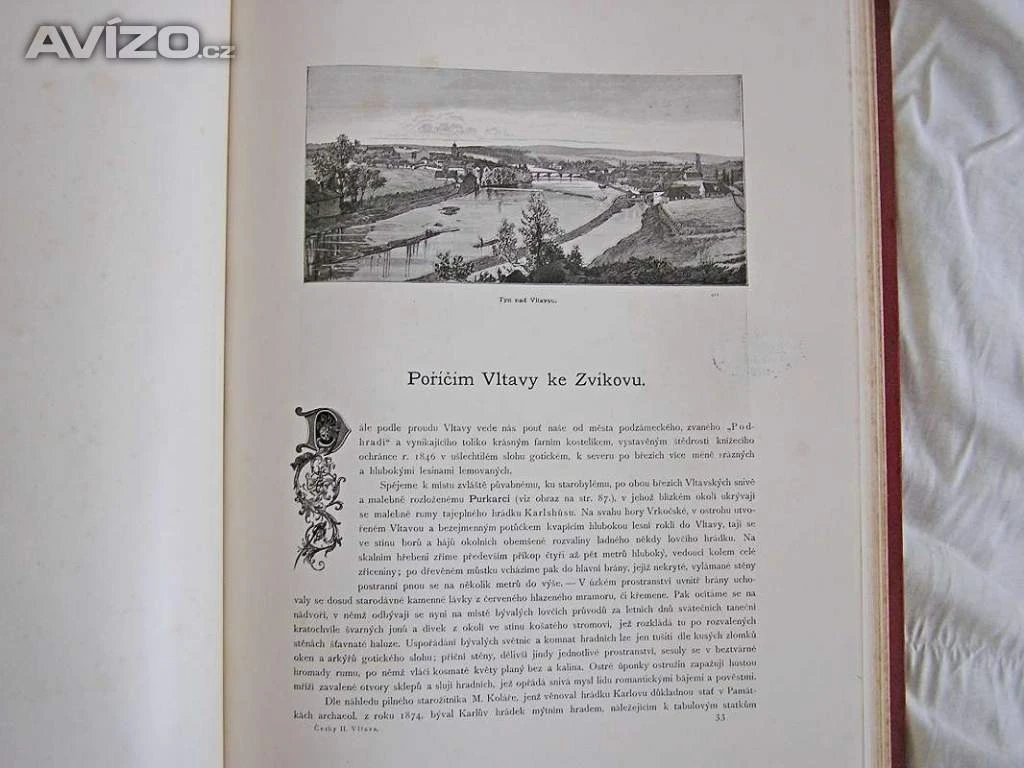 AVÍZO.cz
Týn nad Vltavou.
Poříčim Vltavy ke Zvikovu.
Dále podle proudu Vltavy vede nás pouť naše od města podzámeckého, zvaného „Pod-
hradí“ a vynikajícího toliko krásným farním kostelíkem, vystavěným štědrostí knížecího
ochránce r. 1846 v ušlechtilém slohu gotickém, k severu po březích více méně srázných
a hlubokými lesinami lemovaných.
Spějeme k místu zvláště půvabnému, ku starobylému, po obou březích Vltavských snivě
a malebně rozloženému Purkarci (viz obraz na str. 87.), v jehož blízkém okolí ukrývají
se malebné rumy tajeplného hrádku Karlshúsu. Na svahu hory Vrkočské, v ostrohu utvo-
řeném Vltavou a bezejmenným potůčkem kvapícím hlubokou lesní roklí do Vltavy, tají se
ve stínu borů a hájů okolních obemšené rozvaliny ladného někdy lovčího hrádku. Na
skalním hřebeni zříme především příkop čtyři až pět metrů hluboký, vedoucí kolem celé
zříceniny; po dřevěném můstku vcházíme pak do hlavní brány, jejíž nekryté, vylámané stěny
postranní pnou se na několik metrů do výše. — V úzkém prostranství uvnitř brány ucho-
valy se dosud starodávné kamenné lávky z červeného hlazeného mramoru, či křemene. Pak ocitáme se na
nádvoří, v němž odbývají se nyní na místě bývalých lovčích průvodů za letních dnů svátečních taneční
kratochvíle švarných junů a dívek z okolí ve stínu košatého stromoví, jež rozkládá tu po rozvalených
stěnách šťavnaté haluze. Uspořádání bývalých světnic a komnat hradních lze jen tušiti dle kusých zlomků
oken a arkýřů gotického slohu; příční stěny, dělivší jindy jednotlivé prostranství, sesuly se v beztvárné
hromady rumu, po němž vlácí kosmaté květy planý bez a kalina. Ostré úponky ostružin zapažují hustou
mříží zavalené otvory sklepů a slují hradních, jež opřádá snivá mysl lidu romantickými bájemi a pověstmi.
Dle náhledu pilného starožitníka M. Koláře, jenž věnoval hrádku Karlovu důkladnou stať v Památ-
kách archaeol. z roku 1874, býval Karlův hrádek mýtním hradem, náležejícím k tabulovým statkům
Čechy II. Vltava.
33